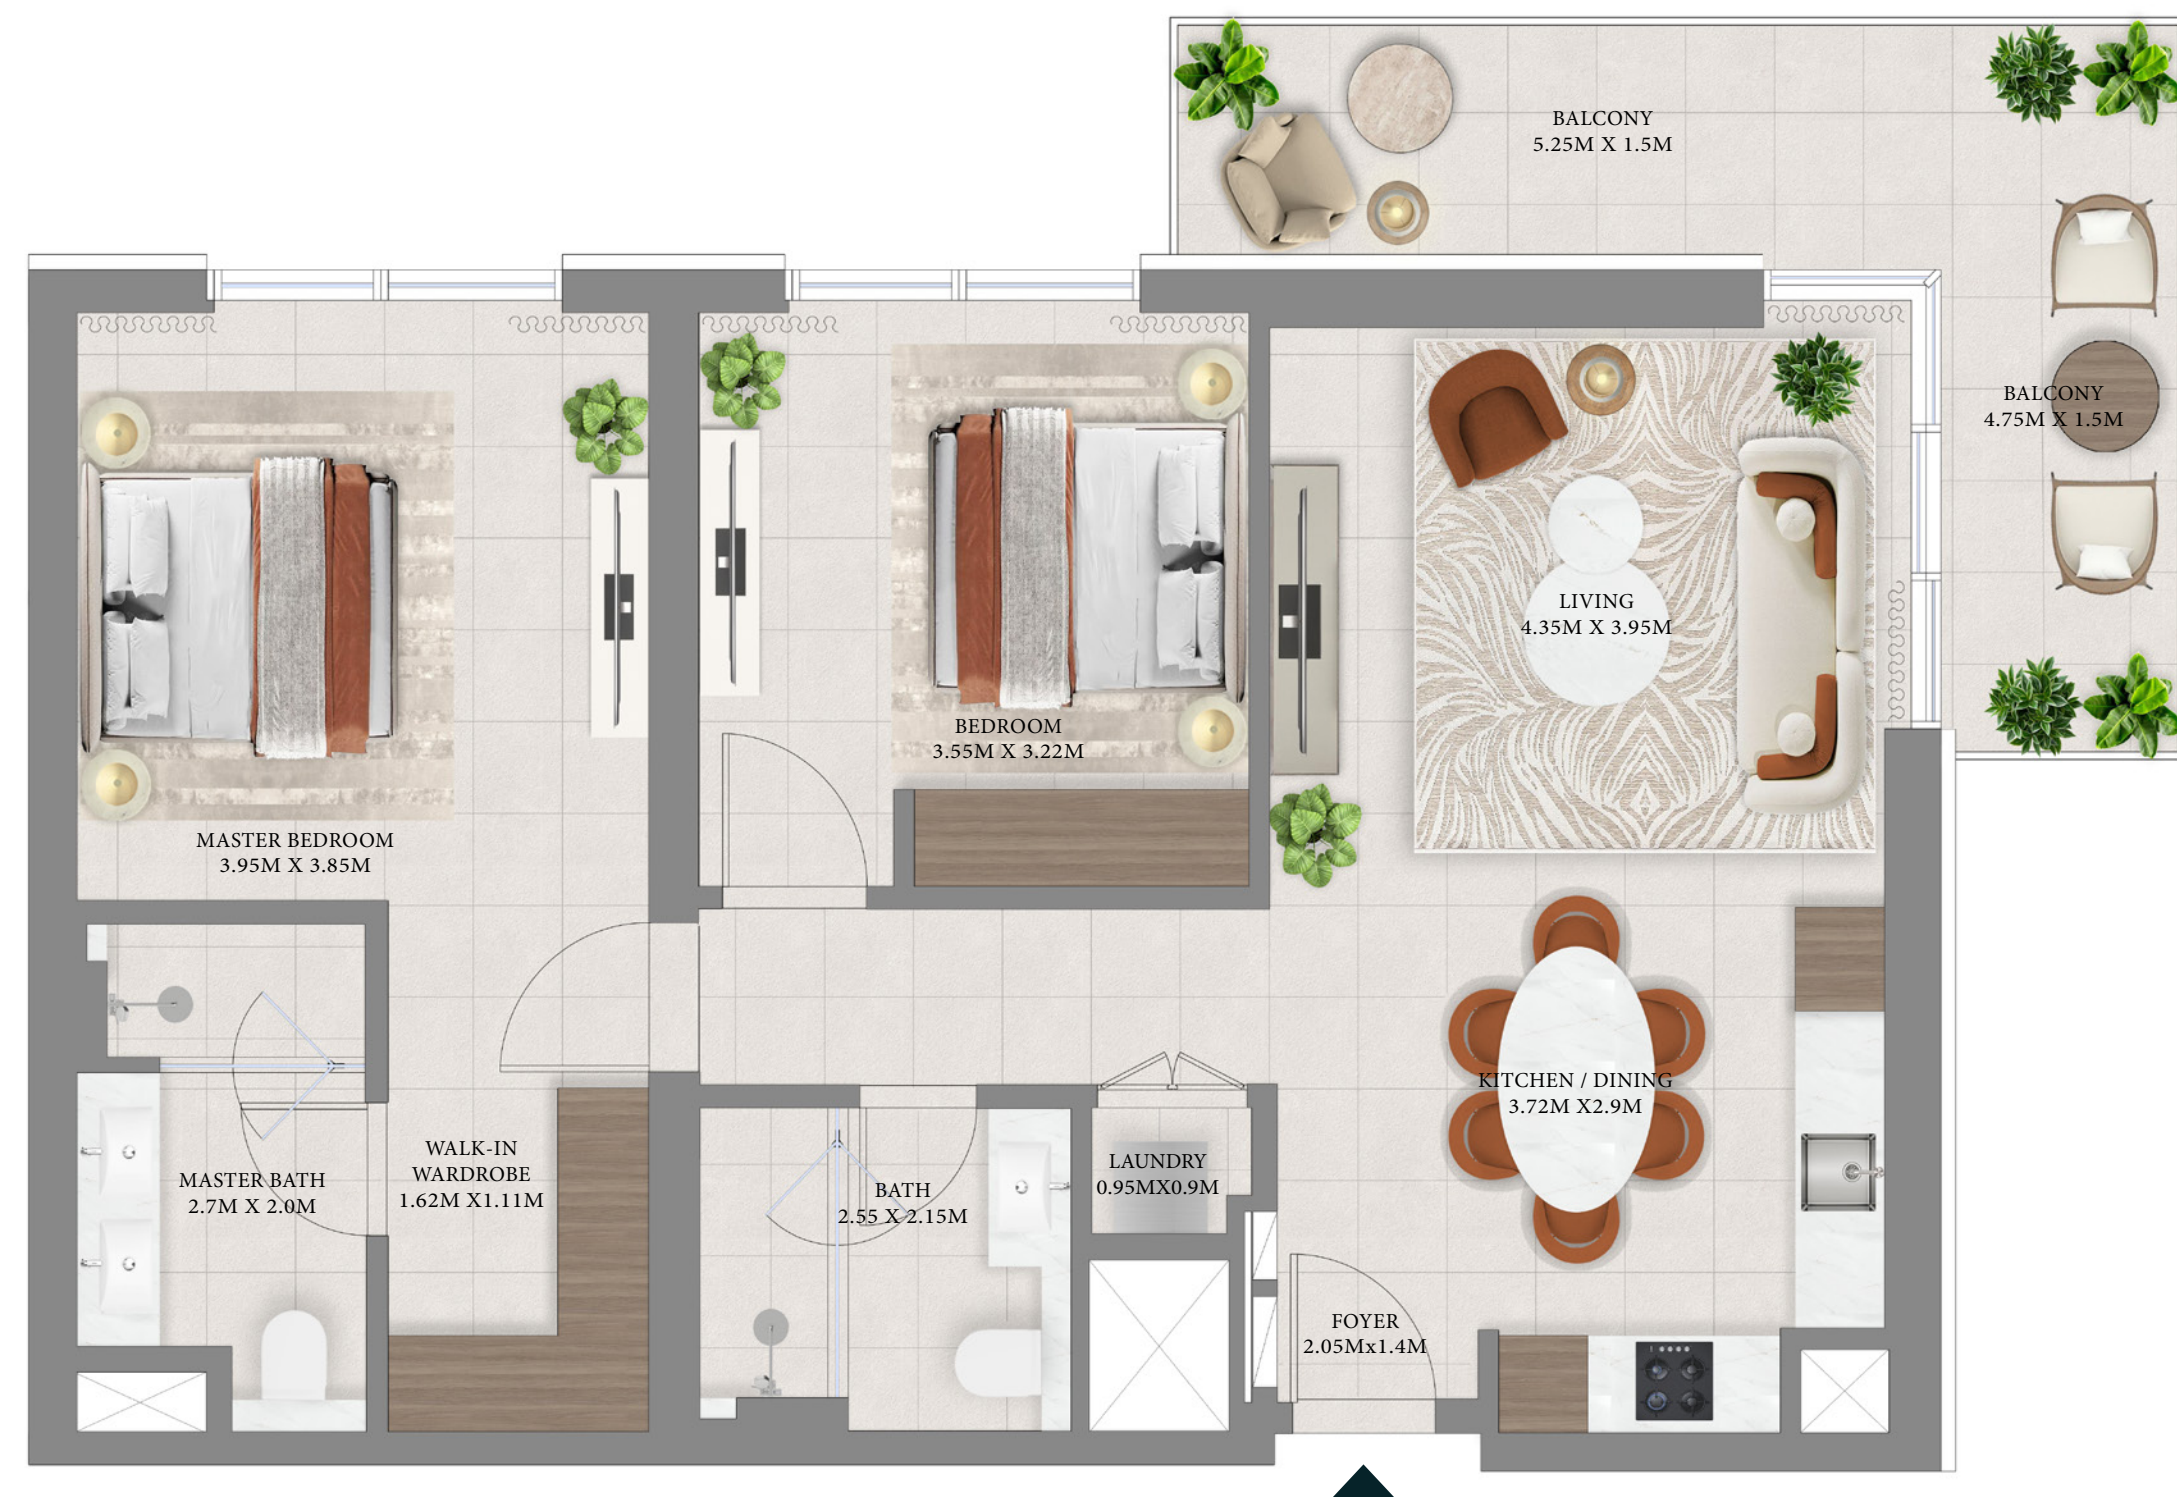 BALCONY
5.25M X 1.5M
BALCONY
4.75M X 1.5M
LIVING
4.35M X 3.95M
BEDROOM
3.55M X 3.22M
MASTER BEDROOM
3.95M X 3.85M
KITCHEN / DINING
3.72M X2.9M
WALK-IN
WARDROBE
1.62M X1.11M
MASTER BATH
2.7M X 2.0M
BATH
2.55 X 2.15M
LAUNDRY
0.95MX0.9M
FOYER
2.05Mx1.4M